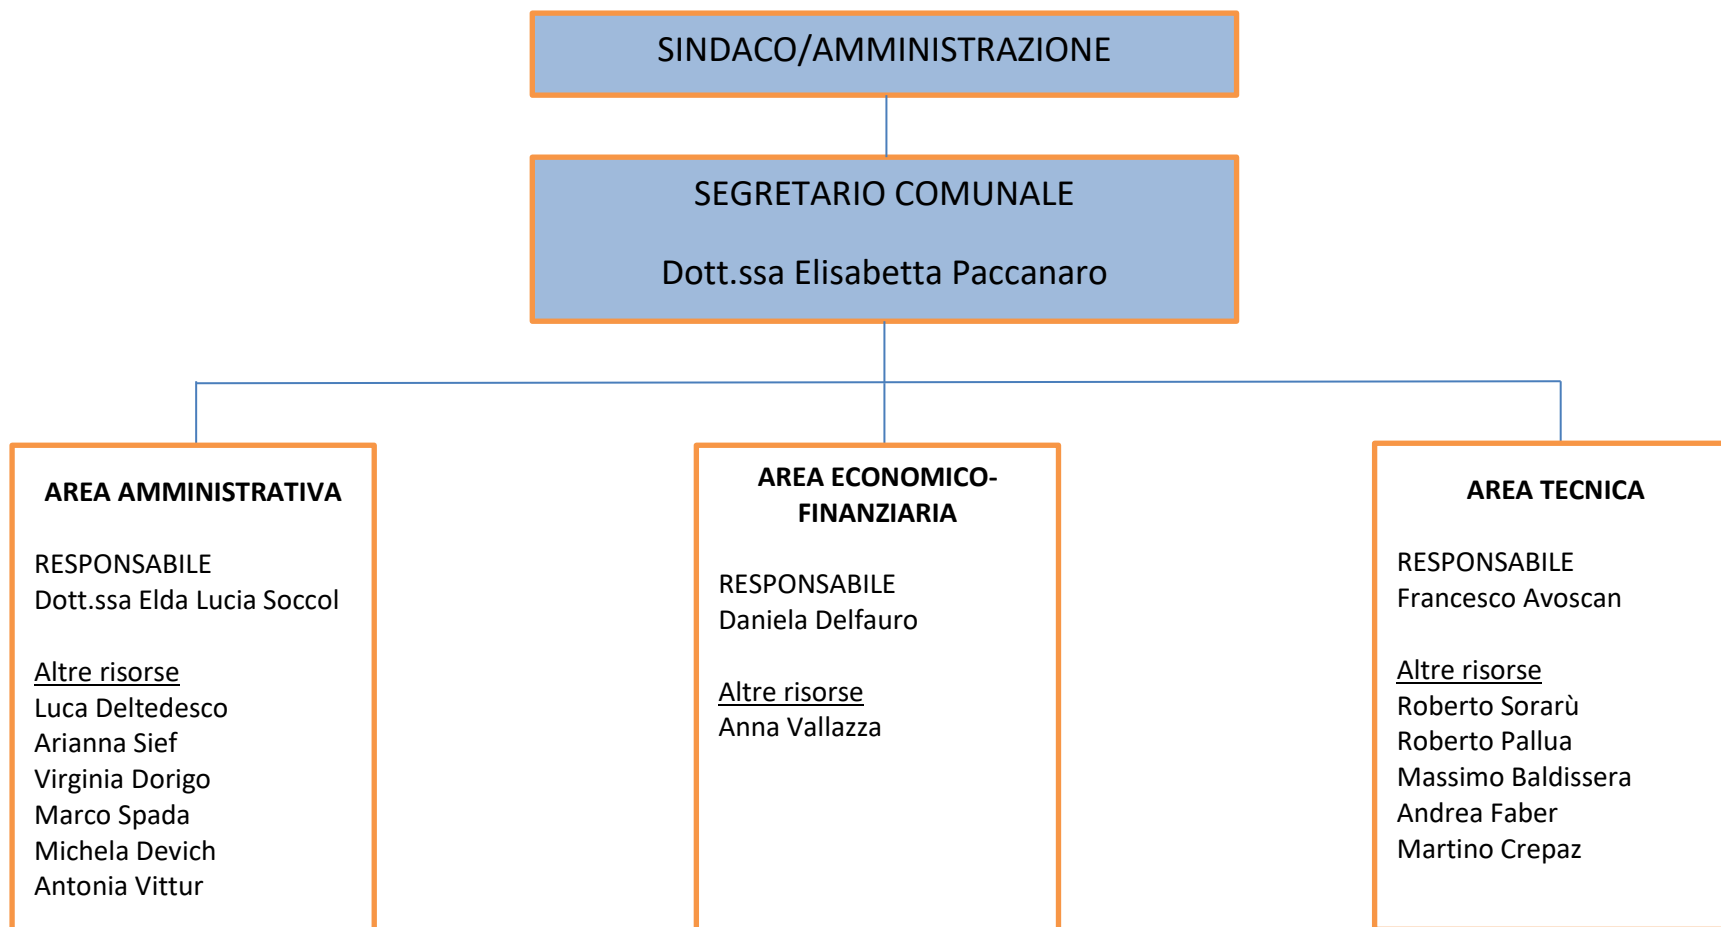 SINDACO/AMMINISTRAZIONE
SEGRETARIO COMUNALE
Dott.ssa Elisabetta Paccanaro
AREA AMMINISTRATIVA
RESPONSABILE
Dott.ssa Elda Lucia Soccol
Altre risorse
Luca Deltedesco
Arianna Sief
Virginia Dorigo
Marco Spada
Michela Devich
Antonia Vittur
AREA ECONOMICO-
FINANZIARIA
RESPONSABILE
Daniela Delfauro
Altre risorse
Anna Vallazza
AREA TECNICA
RESPONSABILE
Francesco Avoscan
Altre risorse
Roberto Sorarù
Roberto Pallua
Massimo Baldissera
Andrea Faber
Martino Crepaz